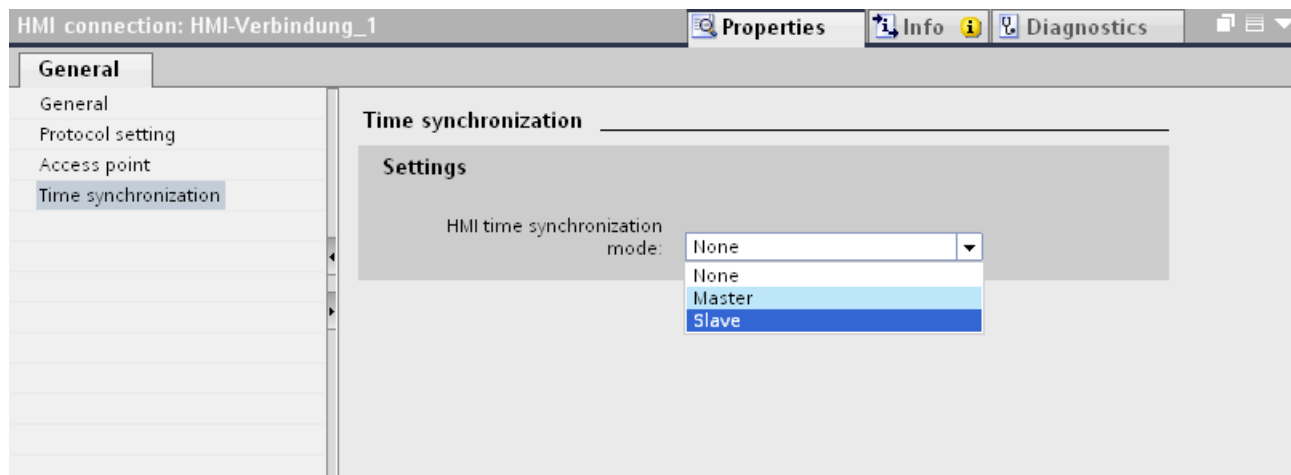 HMI connection: HMI-Verbindung_1
Properties
Info
Diagnostics
General
General
Protocol setting
Access point
Time synchronization
Time synchronization
Settings
HMI time synchronization
mode:
None
None
Master
Slave